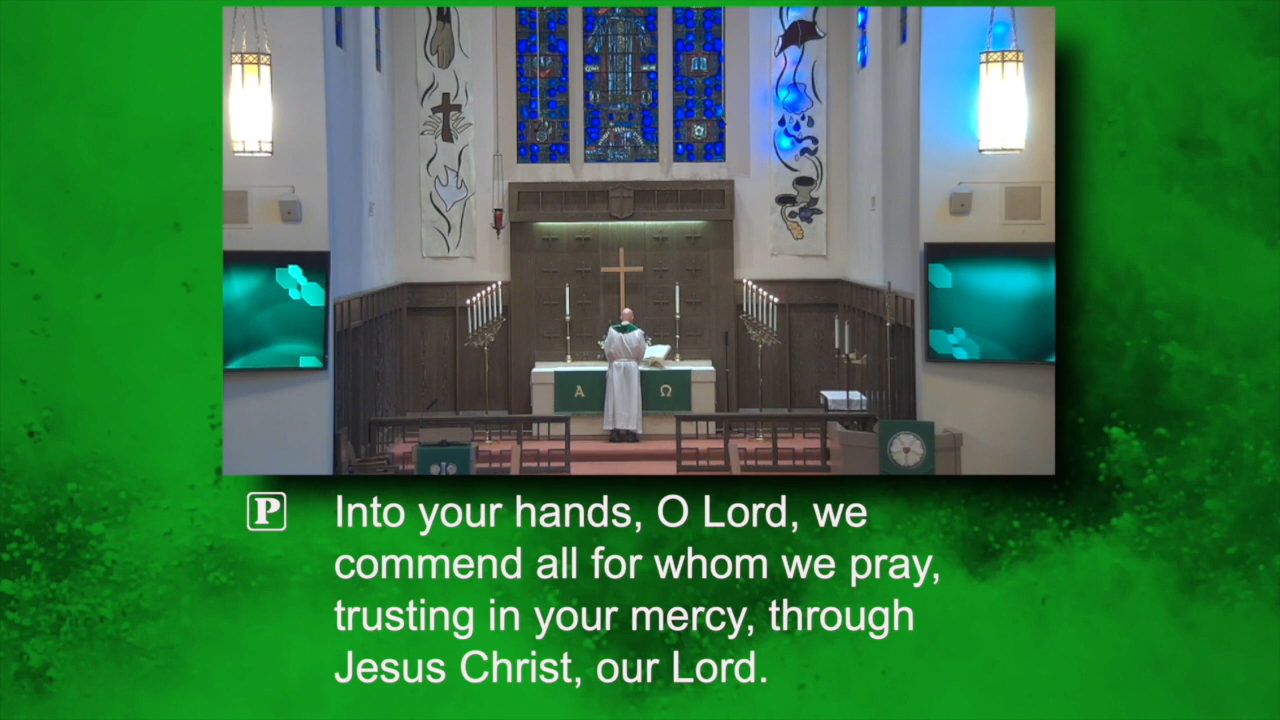 Α Ω
P Into your hands, O Lord, we
commend all for whom we pray,
trusting in your mercy, through
Jesus Christ, our Lord.